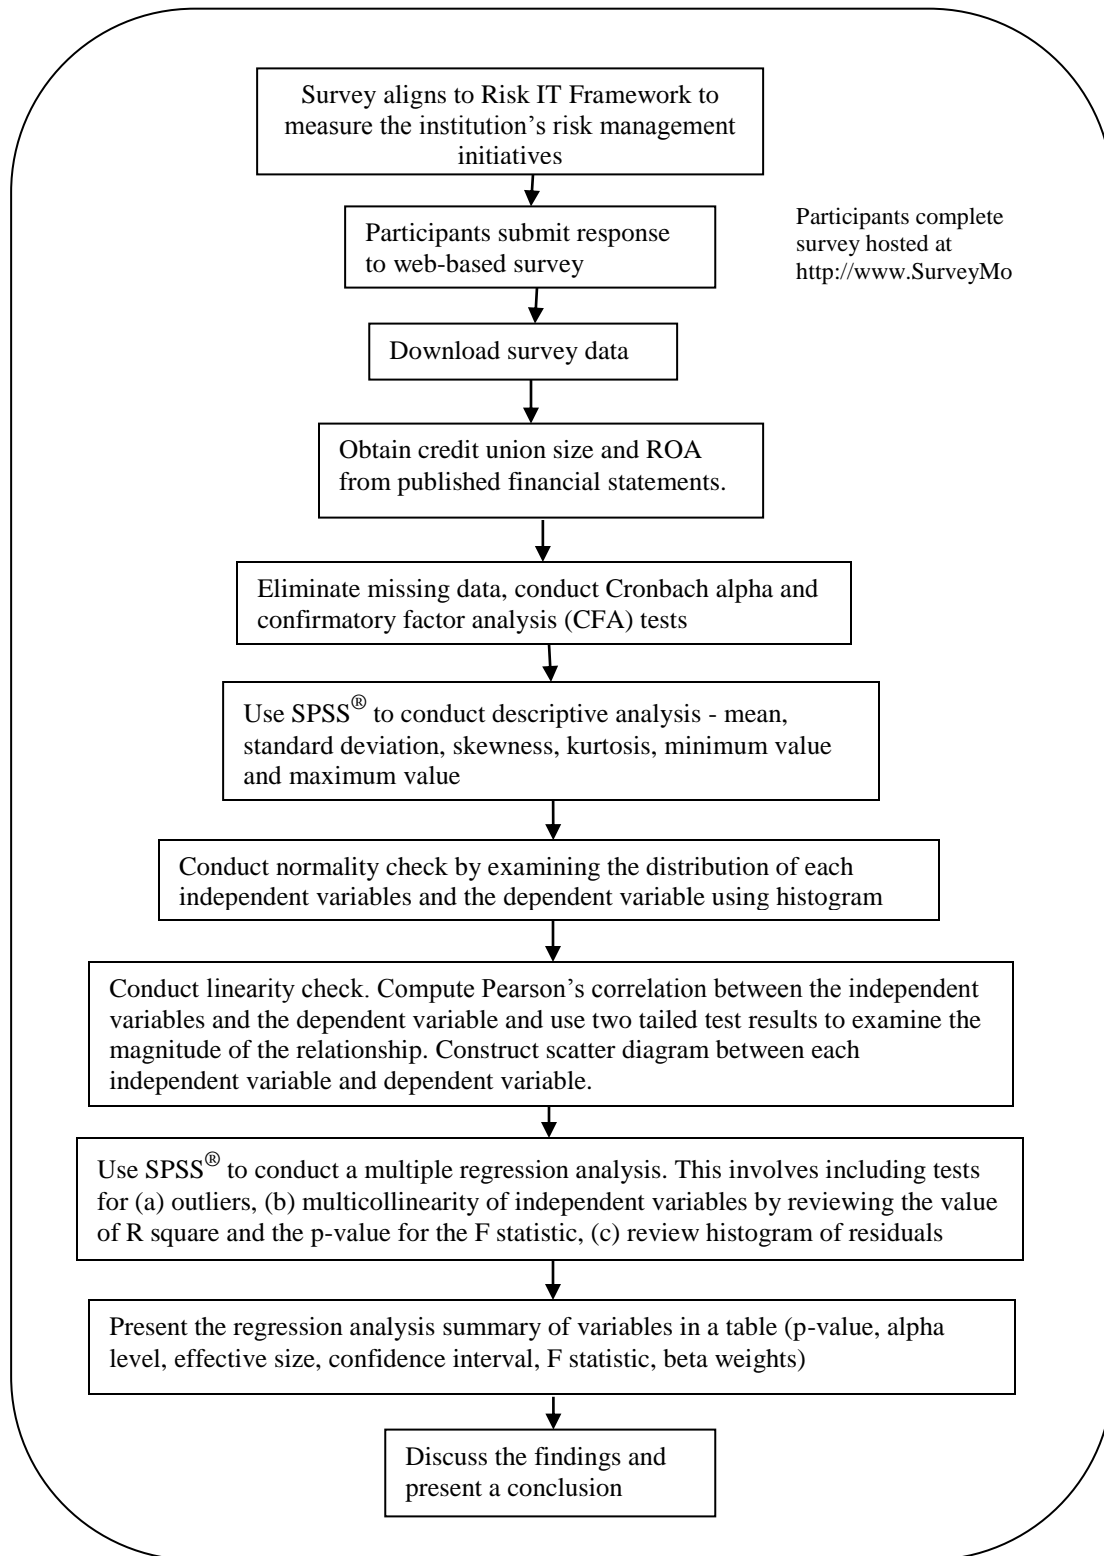 Survey aligns to Risk IT Framework to
measure the institution’s risk management
initiatives
Participants submit response
to web-based survey
Participants complete
survey hosted at
http://www.SurveyMo
Download survey data
Obtain credit union size and ROA
from published financial statements.
Eliminate missing data, conduct Cronbach alpha and
confirmatory factor analysis (CFA) tests
Use SPSS® to conduct descriptive analysis - mean,
standard deviation, skewness, kurtosis, minimum value
and maximum value
Conduct normality check by examining the distribution of each
independent variables and the dependent variable using histogram
Conduct linearity check. Compute Pearson’s correlation between the independent
variables and the dependent variable and use two tailed test results to examine the
magnitude of the relationship. Construct scatter diagram between each
independent variable and dependent variable.
Use SPSS® to conduct a multiple regression analysis. This involves including tests
for (a) outliers, (b) multicollinearity of independent variables by reviewing the value
of R square and the p-value for the F statistic, (c) review histogram of residuals
Present the regression analysis summary of variables in a table (p-value, alpha
level, effective size, confidence interval, F statistic, beta weights)
Discuss the findings and
present a conclusion